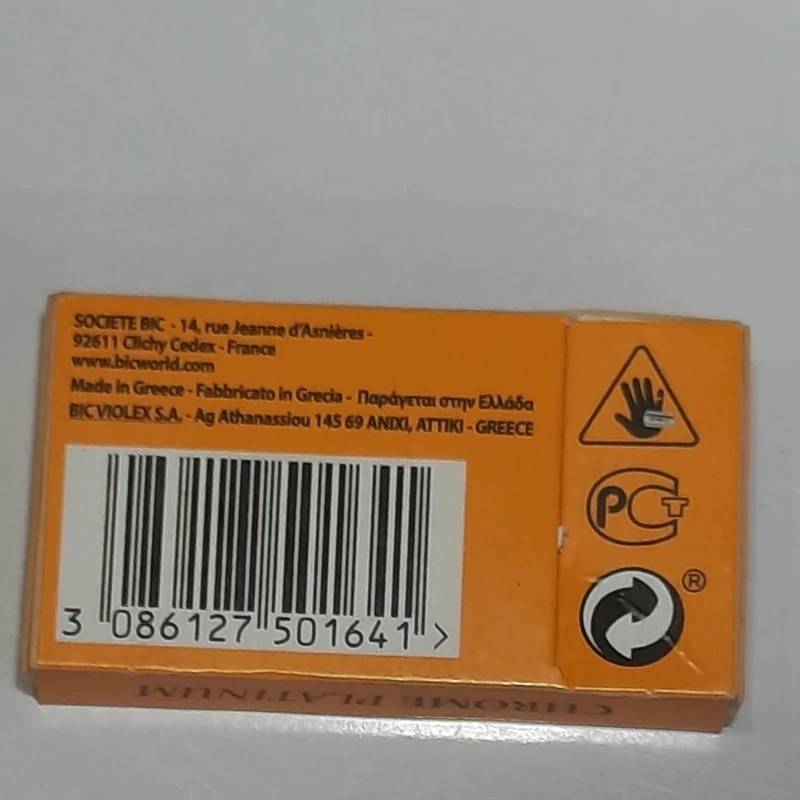 SOCIETE BIC - 14, rue Jeanne d'Asnières -
92611 Clichy Cedex - France
www.bicworld.com
Made in Greece - Fabbricato in Grecia - Παράγεται στην Ελλάδα
BIC VIOLEX S.A. - Ag Athanassiou 145 69 ANIXI, ATTIKI - GREECE
3 086127 501641 >
PCT
®
CHROME PLATINUM